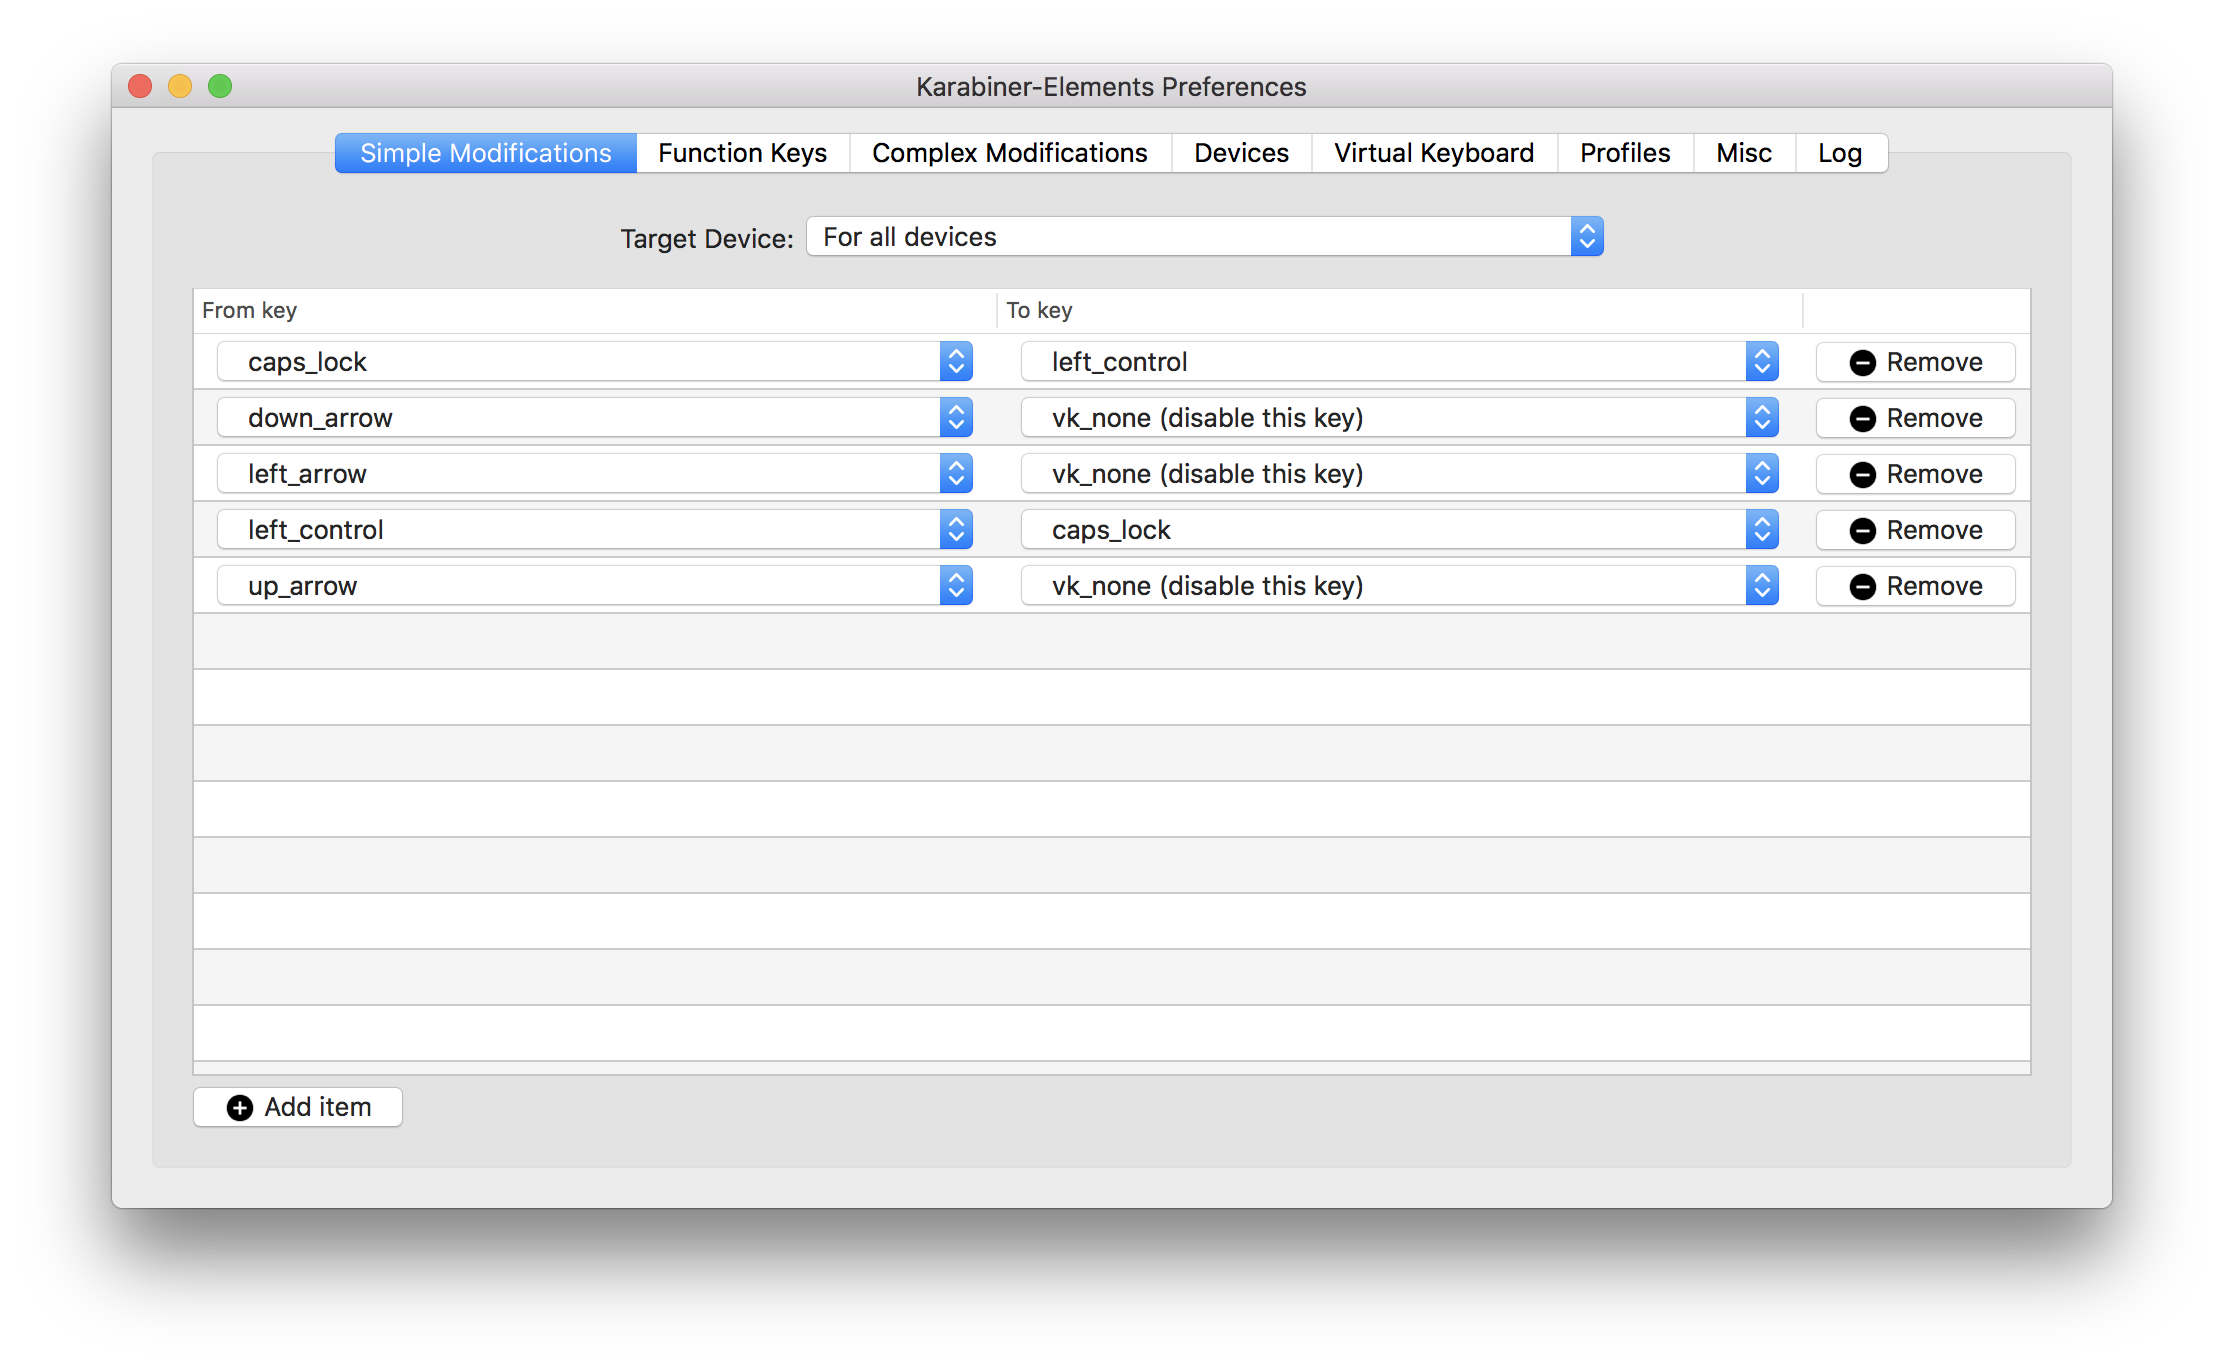 Karabiner-Elements Preferences
Simple Modifications Function Keys Complex Modifications Devices Virtual Keyboard Profiles Misc Log
Target Device: For all devices
From key To key
caps_lock left_control Remove
down_arrow vk_none (disable this key) Remove
left_arrow vk_none (disable this key) Remove
left_control caps_lock Remove
up_arrow vk_none (disable this key) Remove
Add item